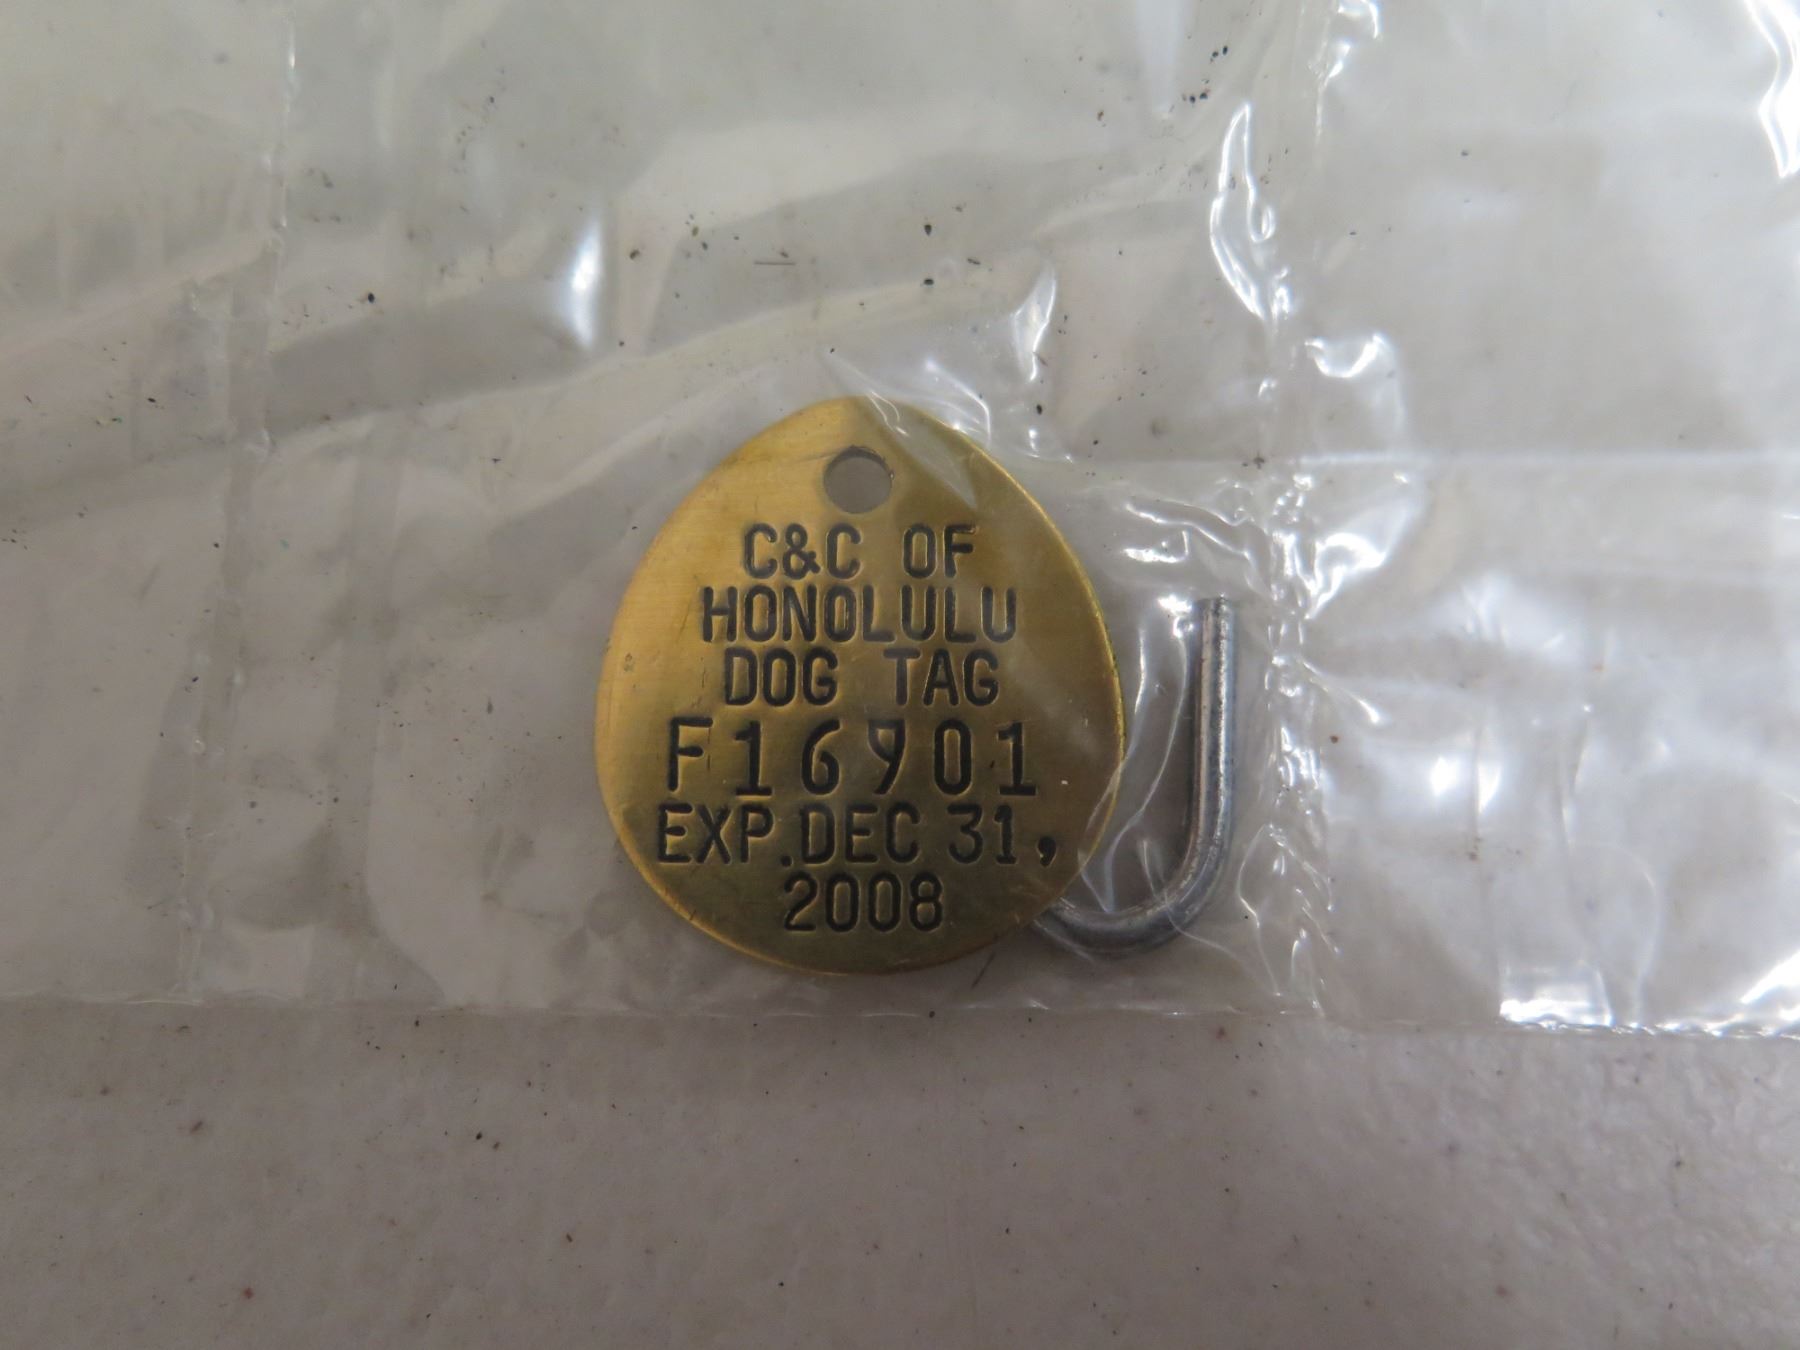 C&C OF
HONOLULU
DOG TAG
F16901
EXP.DEC 31,
2008